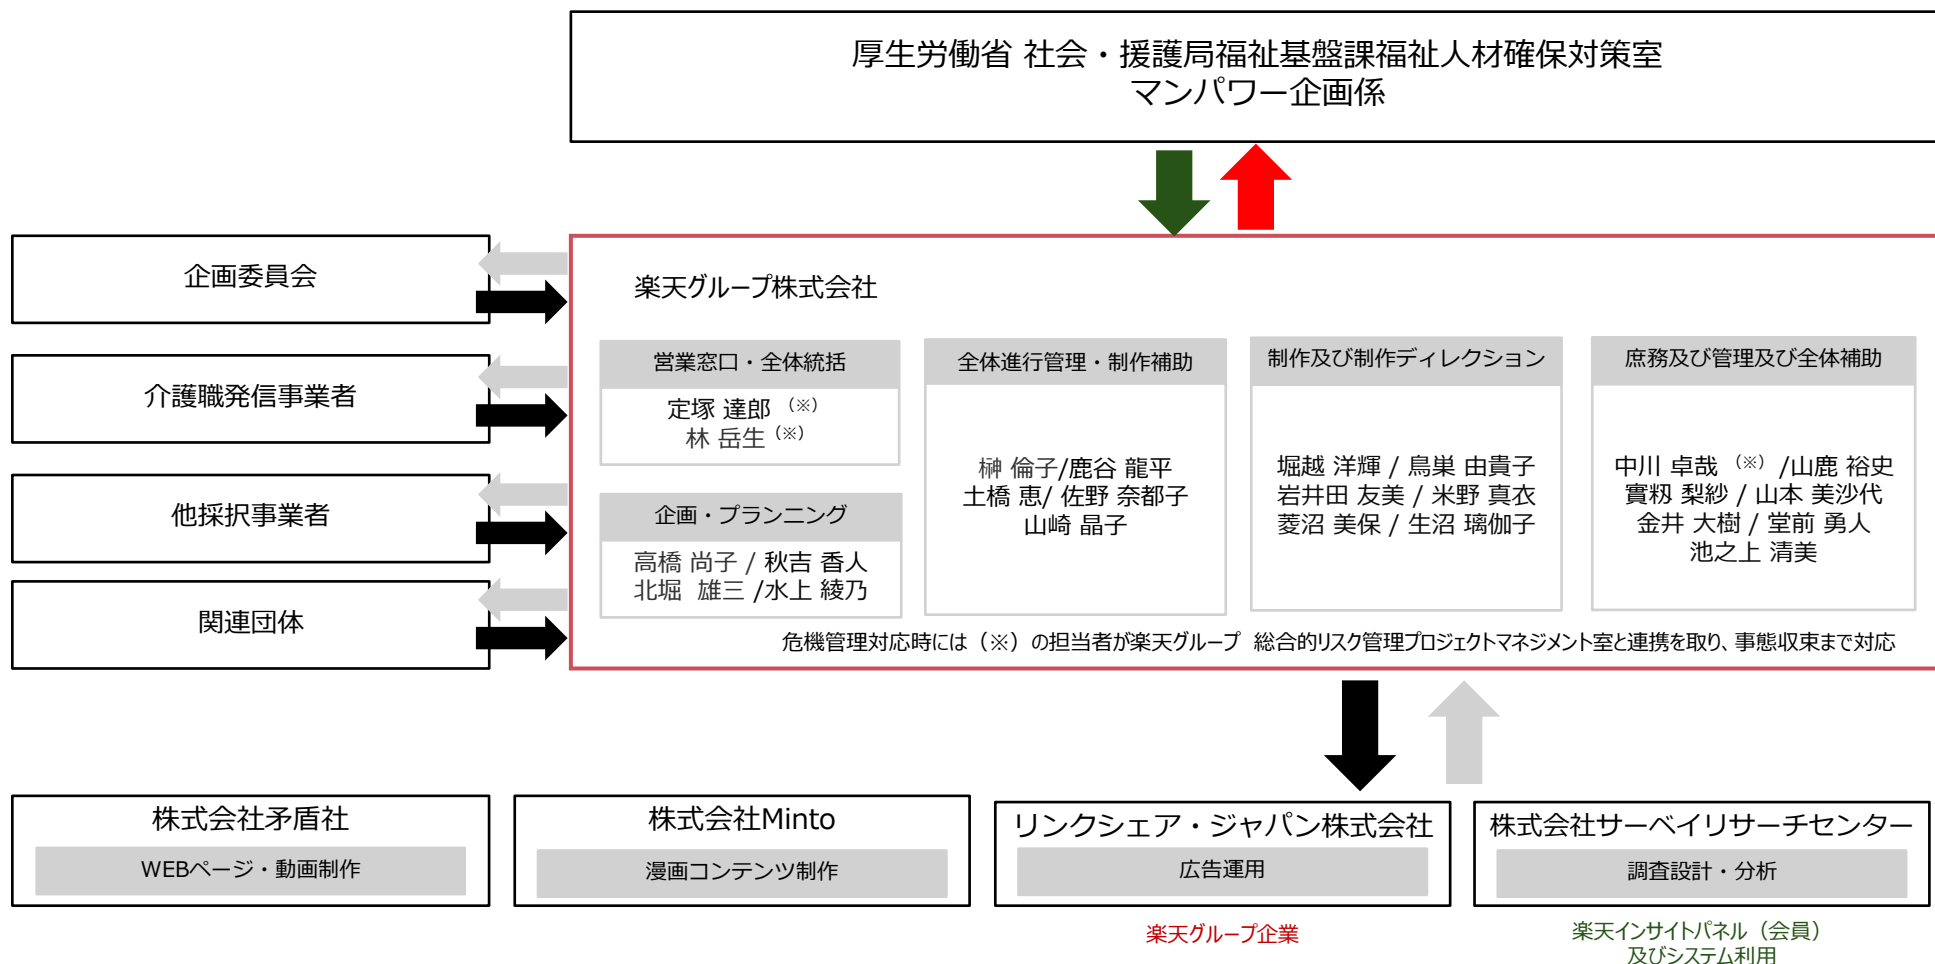 厚生労働省 社会・援護局福祉基盤課福祉人材確保対策室
マンパワー企画係
企画委員会
介護職発信事業者
他採択事業者
関連団体
楽天グループ株式会社
営業窓口・全体統括
定塚 達郎 （※）
林 岳生（※）
企画・プランニング
高橋 尚子 / 秋吉 香人
北堀 雄三 /水上 綾乃
全体進行管理・制作補助
榊 倫子/鹿谷 龍平
土橋 恵/ 佐野 奈都子
山崎 晶子
制作及び制作ディレクション
堀越 洋輝 / 鳥巣 由貴子
岩井田 友美 / 米野 真衣
菱沼 美保 / 生沼 璃伽子
庶務及び管理及び全体補助
中川 卓哉 （※） /山鹿 裕史
實籾 梨紗 / 山本 美沙代
金井 大樹 / 堂前 勇人
池之上 清美
危機管理対応時には（※）の担当者が楽天グループ 総合的リスク管理プロジェクトマネジメント室と連携を取り、事態収束まで対応
株式会社矛盾社
WEBページ・動画制作
株式会社Minto
漫画コンテンツ制作
リンクシェア・ジャパン株式会社
広告運用
楽天グループ企業
株式会社サーベイリサーチセンター
調査設計・分析
楽天インサイトパネル（会員）
及びシステム利用